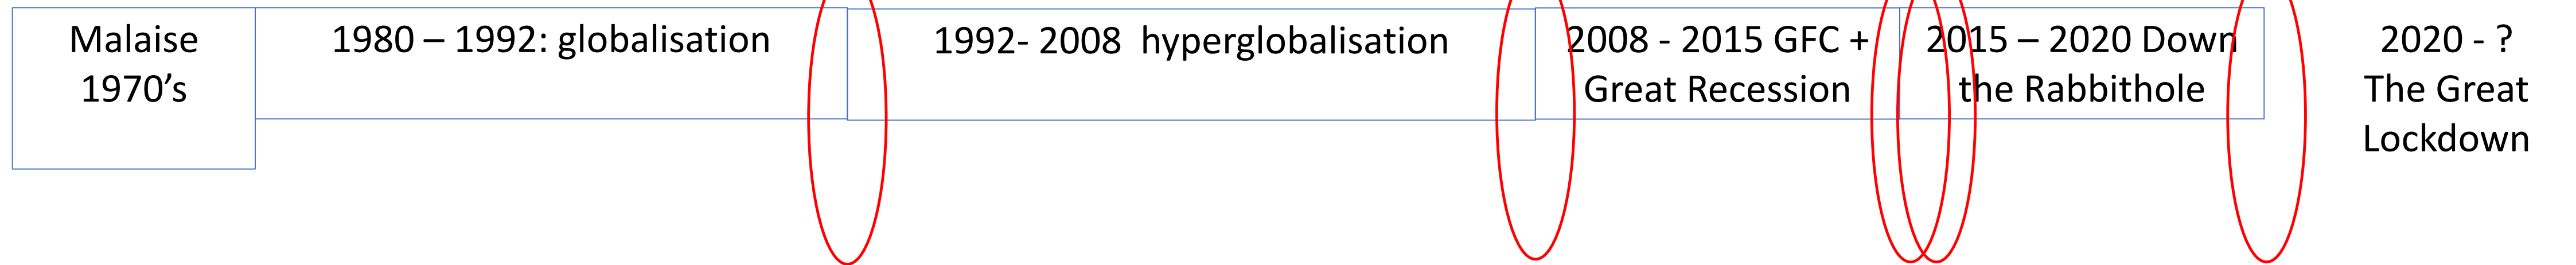 Malaise
1970’s
1980 – 1992: globalisation
1992- 2008 hyperglobalisation
2008 - 2015 GFC +
Great Recession
2015 – 2020 Down
the Rabbithole
2020 - ?
The Great
Lockdown